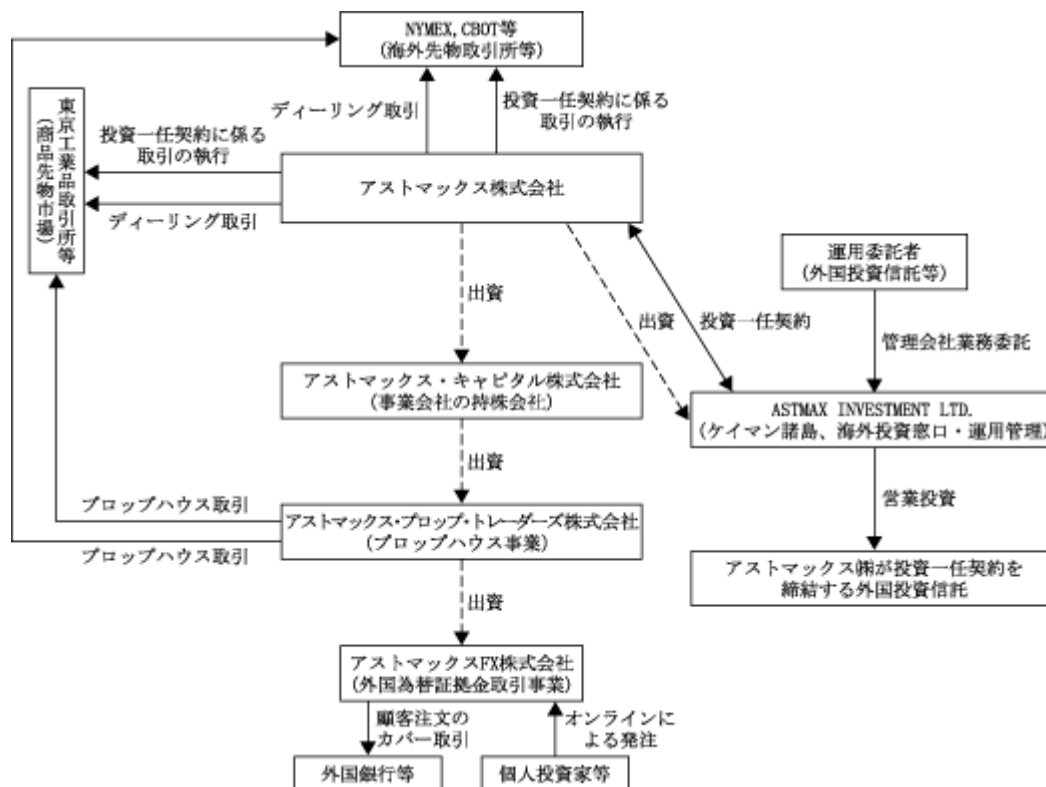 NYMEX,CBOT等
(海外先物取引所等)
ディーリング取引
投資一任契約に係る
取引の執行
東京工業品取引所等
(商品先物市場)
投資一任契約に係る
取引の執行
ディーリング取引
アストマックス株式会社
運用委託者
(外国投資信託等)
出資
出資
投資一任契約
管理会社業務委託
アストマックス・キャピタル株式会社
(事業会社の持株会社)
ASTMAX INVESTMENT LTD.
(ケイマン諸島、海外投資窓口・運用管理)
出資
営業投資
プロップハウス取引
プロップハウス取引
アストマックス・プロップ・トレーダーズ株式会社
(プロップハウス事業)
アストマックス㈱が投資一任契約を
締結する外国投資信託
出資
アストマックスFX株式会社
(外国為替証拠金取引事業)
顧客注文の
カバー取引
オンラインに
よる発注
外国銀行等
個人投資家等